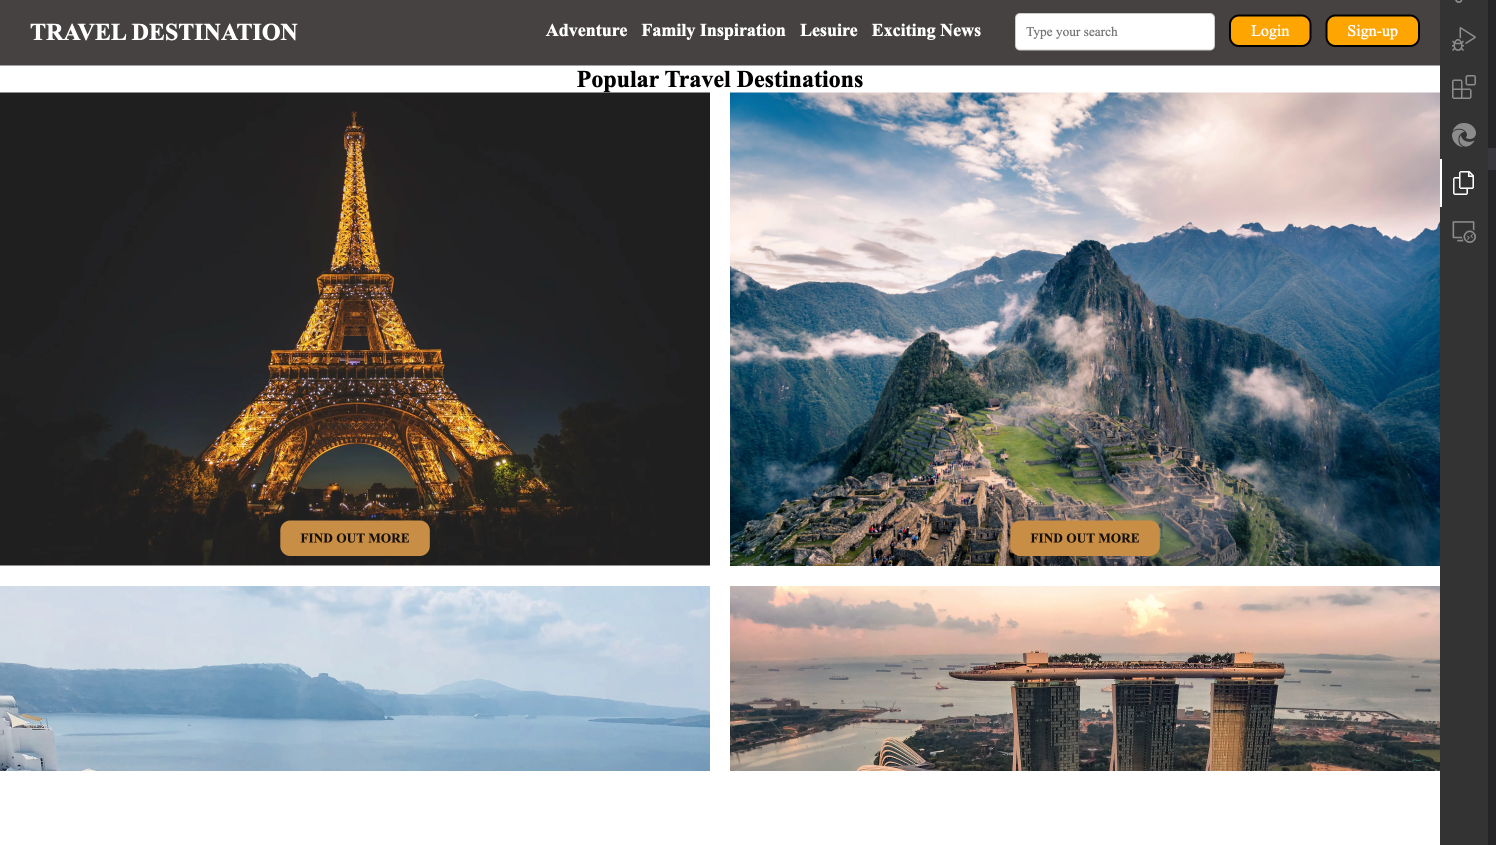 TRAVEL DESTINATION
Adventure Family Inspiration Lesuire Exciting News
Type your search
Login
Sign-up
Popular Travel Destinations
FIND OUT MORE
FIND OUT MORE